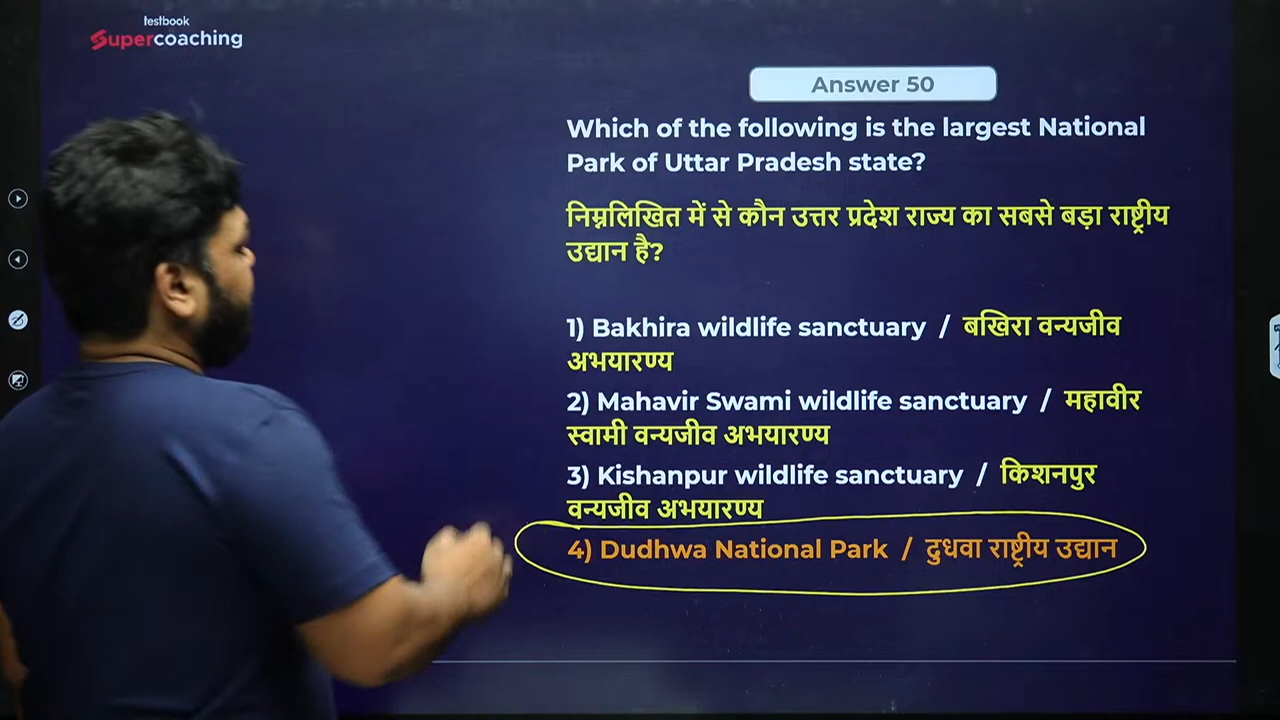 testbook
Supercoaching
Answer 50
Which of the following is the largest National
Park of Uttar Pradesh state?
निम्नलिखित में से कौन उत्तर प्रदेश राज्य का सबसे बड़ा राष्ट्रीय
उद्यान है?
1) Bakhira wildlife sanctuary / बखिरा वन्यजीव
अभयारण्य
2) Mahavir Swami wildlife sanctuary / महावीर
स्वामी वन्यजीव अभयारण्य
3) Kishanpur wildlife sanctuary / किशनपुर
वन्यजीव अभयारण्य
4) Dudhwa National Park / दुधवा राष्ट्रीय उद्यान